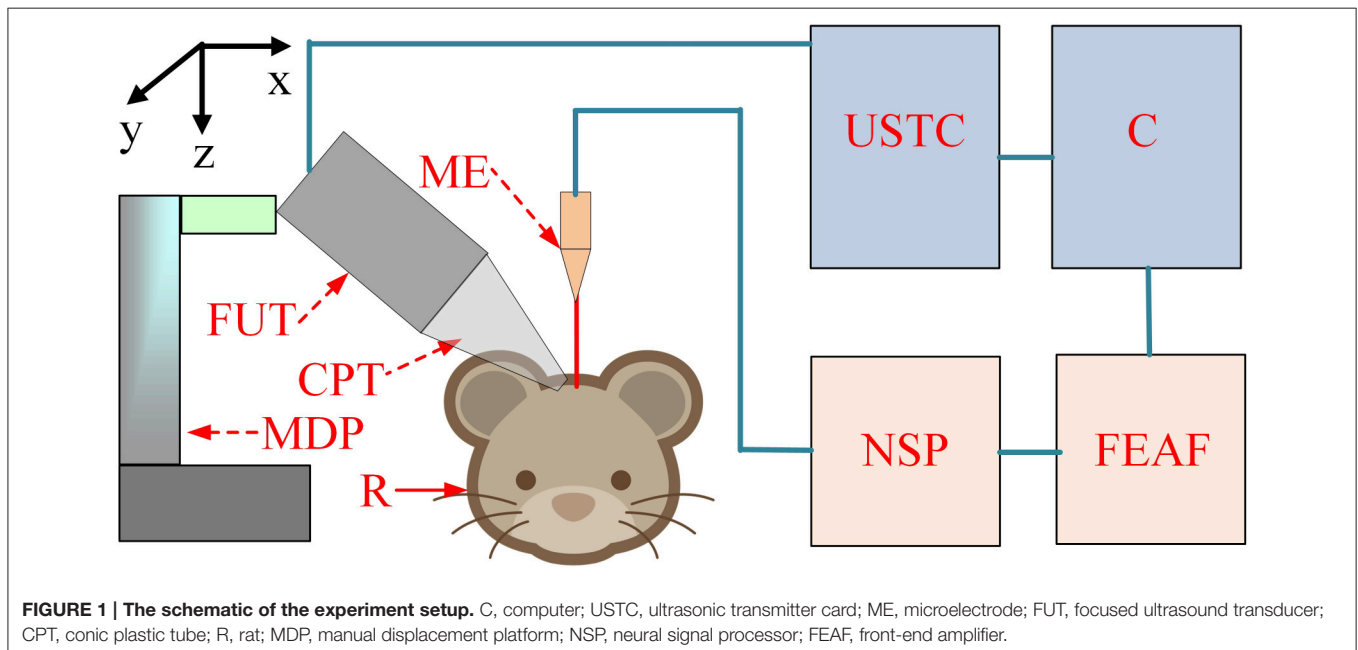 x
y
z
USTC
C
ME
FUT
CPT
MDP
R
NSP
FEAF
FIGURE 1 | The schematic of the experiment setup. C, computer; USTC, ultrasonic transmitter card; ME, microelectrode; FUT, focused ultrasound transducer;
CPT, conic plastic tube; R, rat; MDP, manual displacement platform; NSP, neural signal processor; FEAF, front-end amplifier.